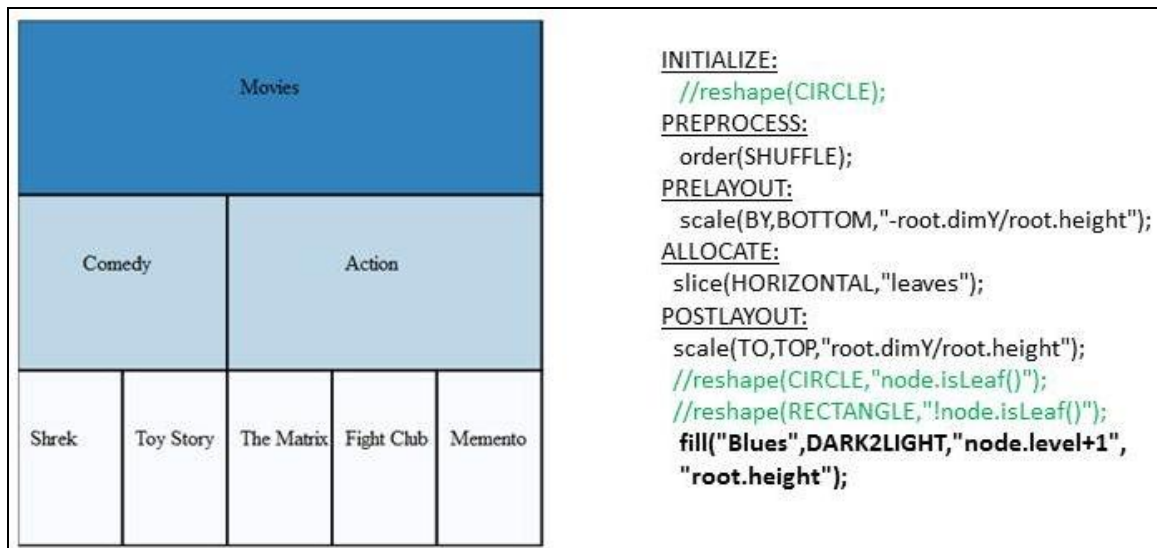 Movies
Comedy
Action
Shrek
Toy Story
The Matrix
Fight Club
Memento
INITIALIZE:
//reshape(CIRCLE);
PREPROCESS:
order(SHUFFLE);
PRELAYOUT:
scale(BY,BOTTOM,"-root.dimY/root.height");
ALLOCATE:
slice(HORIZONTAL,"leaves");
POSTLAYOUT:
scale(TO,TOP,"root.dimY/root.height");
//reshape(CIRCLE,"node.isLeaf()");
//reshape(RECTANGLE,"!node.isLeaf()");
fill("Blues",DARK2LIGHT,"node.level+1",
"root.height");